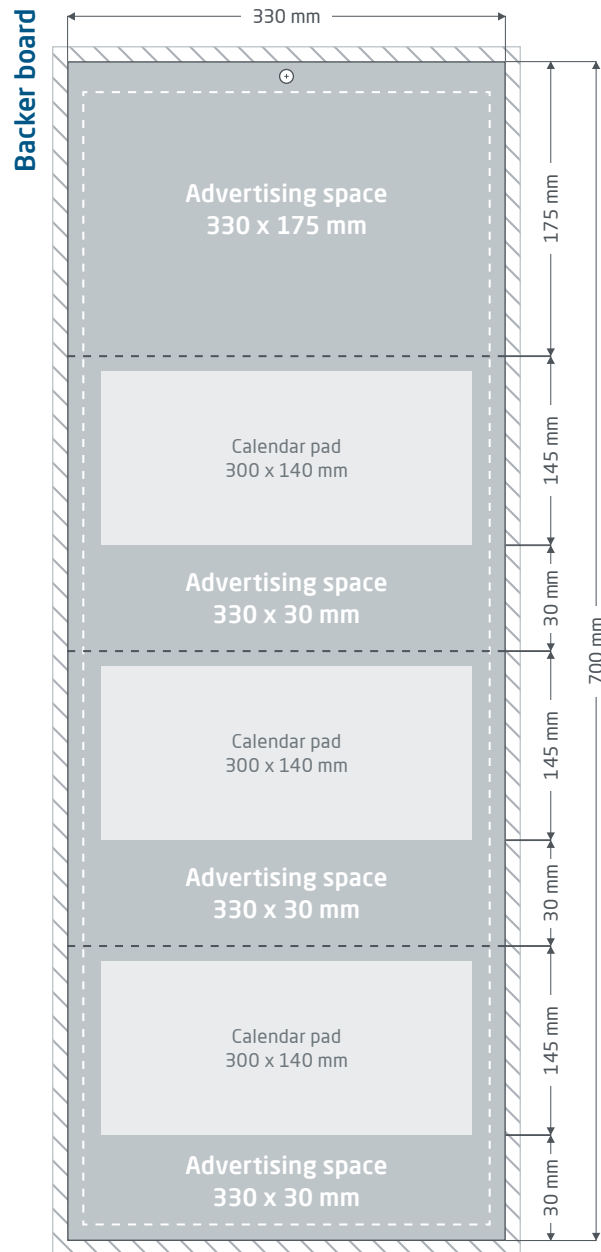 Backer board
330 mm
Advertising space
330 x 175 mm
175 mm
Calendar pad
300 x 140 mm
145 mm
Advertising space
330 x 30 mm
30 mm
700 mm
Calendar pad
300 x 140 mm
145 mm
Advertising space
330 x 30 mm
30 mm
Calendar pad
300 x 140 mm
145 mm
Advertising space
330 x 30 mm
30 mm